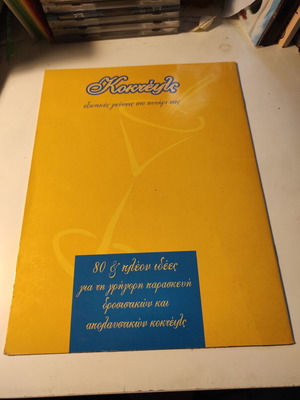 Κοκτέιλς
εξωτικές γεύσεις στο ποτήρι σας
80 & πλέον ιδέες
για τη γρήγορη παρασκευή
δροσιστικών και
απολαυστικών κοκτέιλς